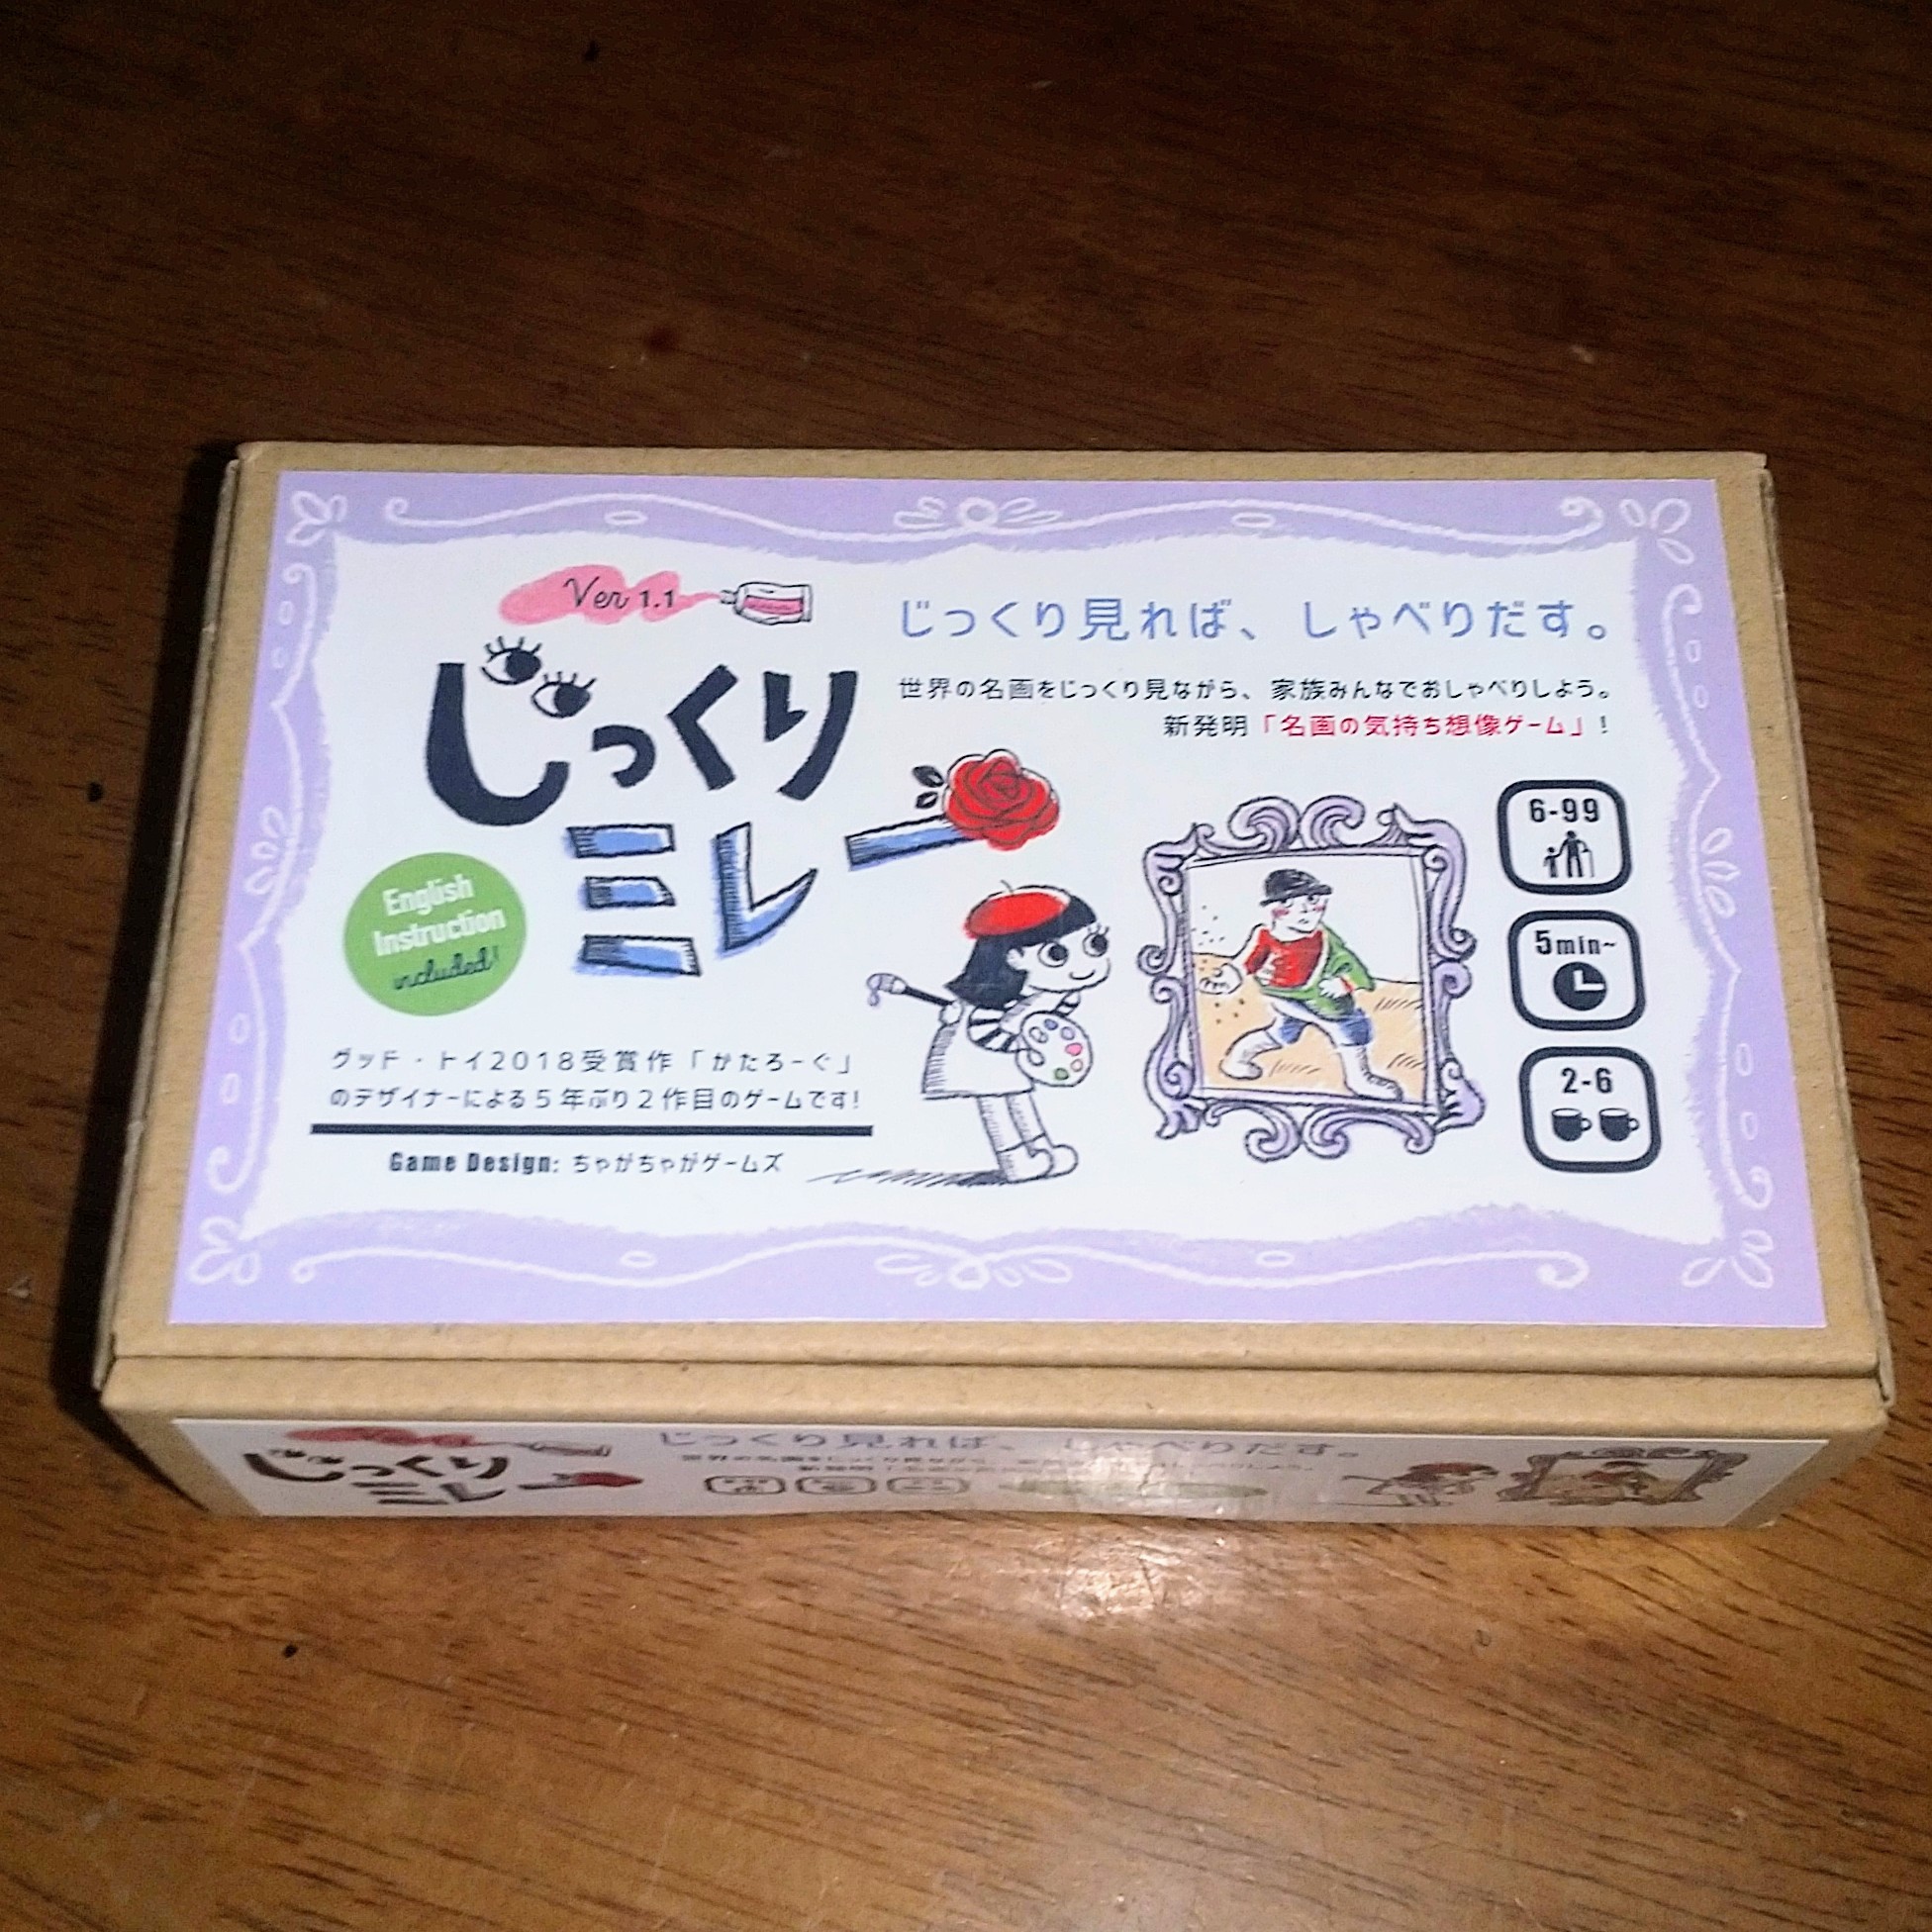 Ver 1.1
じっくり
ミレー
じっくり見れば、しゃべりだす。
世界の名画をじっくり見ながら、家族みんなでおしゃべりしよう。
新発明「名画の気持ち想像ゲーム」!
6-99
5min~
2-6
English
Instruction
included!
グッド・トイ2018受賞作「かたろーぐ」
のデザイナーによる5年ぶり2作目のゲームです!
Game Design: ちゃがちゃがゲームズ
じっくり
ミレー
じっくり見れば、しゃべりだす。